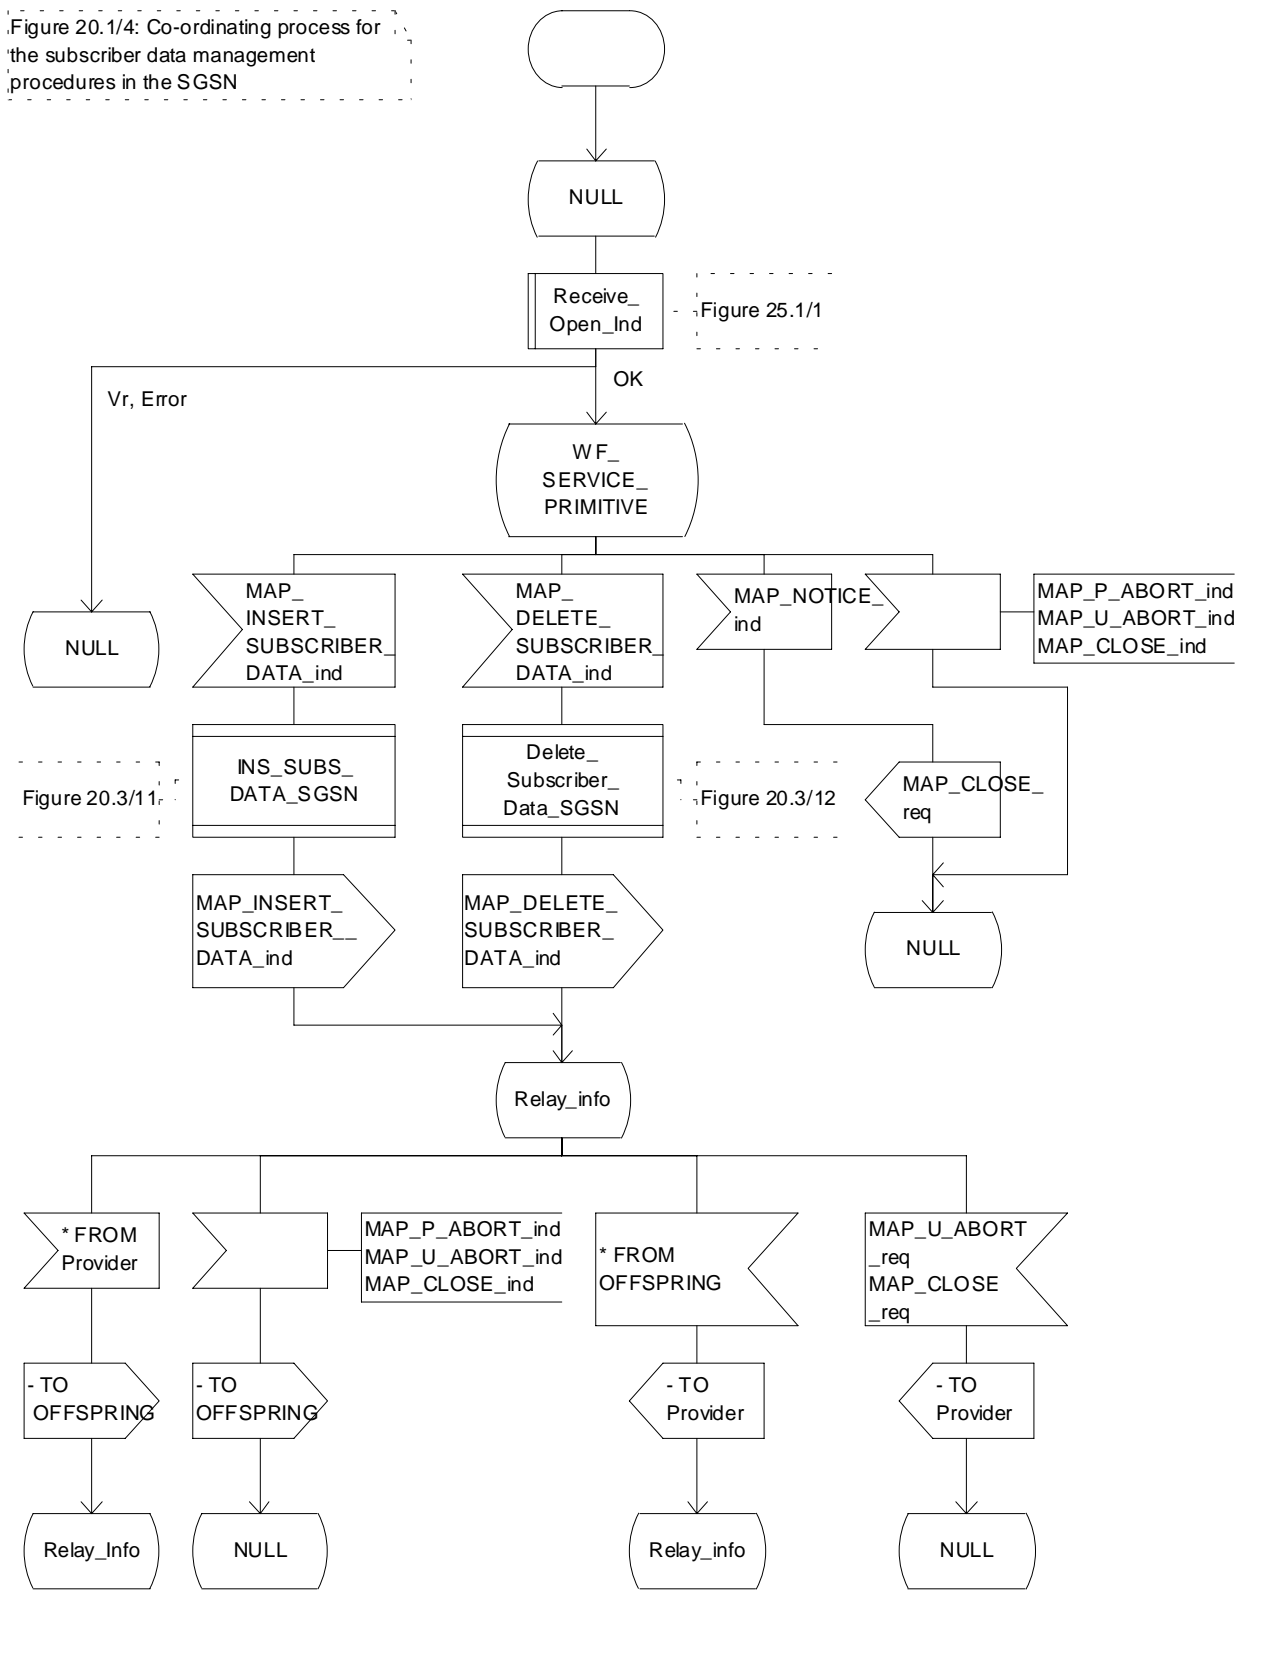 Figure 20.1/4: Co-ordinating process for
the subscriber data management
procedures in the SGSN
NULL
Receive_
Open_Ind
Figure 25.1/1
OK
Vr, Error
WF_
SERVICE_
PRIMITIVE
MAP_
INSERT_
SUBSCRIBER_
DATA_ind
MAP_
DELETE_
SUBSCRIBER_
DATA_ind
MAP_NOTICE_
ind
MAP_P_ABORT_ind
MAP_U_ABORT_ind
MAP_CLOSE_ind
NULL
Figure 20.3/11
INS_SUBS_
DATA_SGSN
Delete_
Subscriber_
Data_SGSN
Figure 20.3/12
MAP_CLOSE_
req
MAP_INSERT_
SUBSCRIBER__
DATA_ind
MAP_DELETE_
SUBSCRIBER_
DATA_ind
NULL
Relay_info
* FROM
Provider
MAP_P_ABORT_ind
MAP_U_ABORT_ind
MAP_CLOSE_ind
* FROM
OFFSPRING
MAP_U_ABORT
_req
MAP_CLOSE
_req
- TO
OFFSPRING
- TO
OFFSPRING
- TO
Provider
- TO
Provider
Relay_Info
NULL
Relay_info
NULL